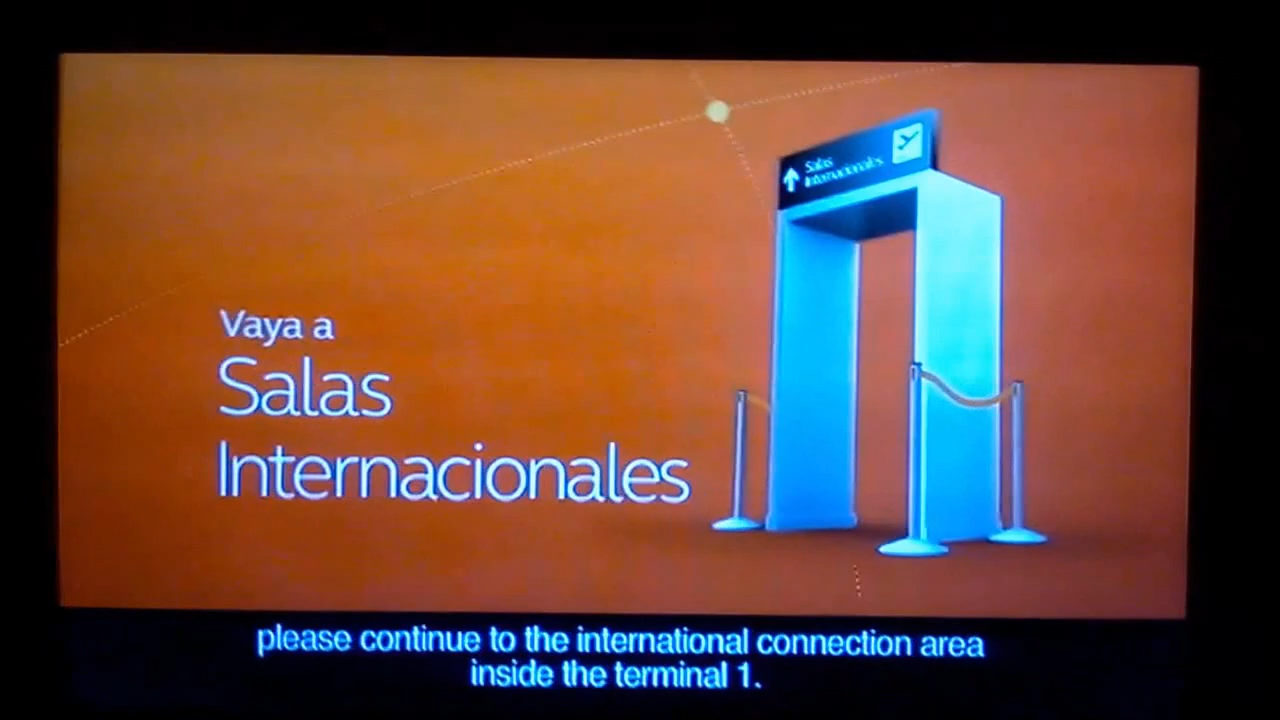 Salas
Internacionales
Vaya a
Salas
Internacionales
please continue to the international connection area
inside the terminal 1.